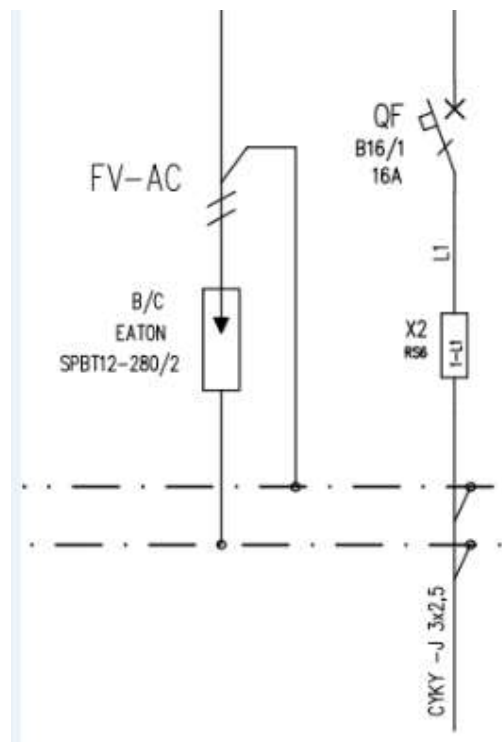 QF
B16/1
16A
FV-AC
L1
B/C
EATON
SPBT12-280/2
X2
RS6
1-L1
CYKY -J 3x2,5